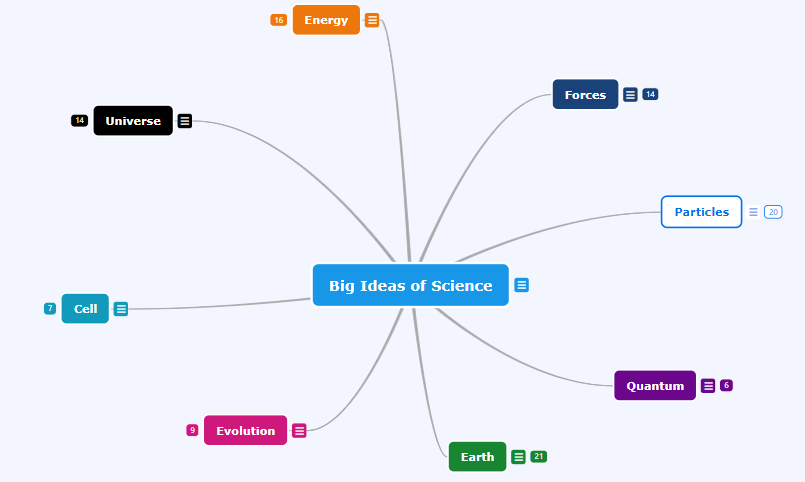 16 Energy
Forces 14
14 Universe
Particles 20
Big Ideas of Science
7 Cell
Quantum 6
9 Evolution
Earth 21